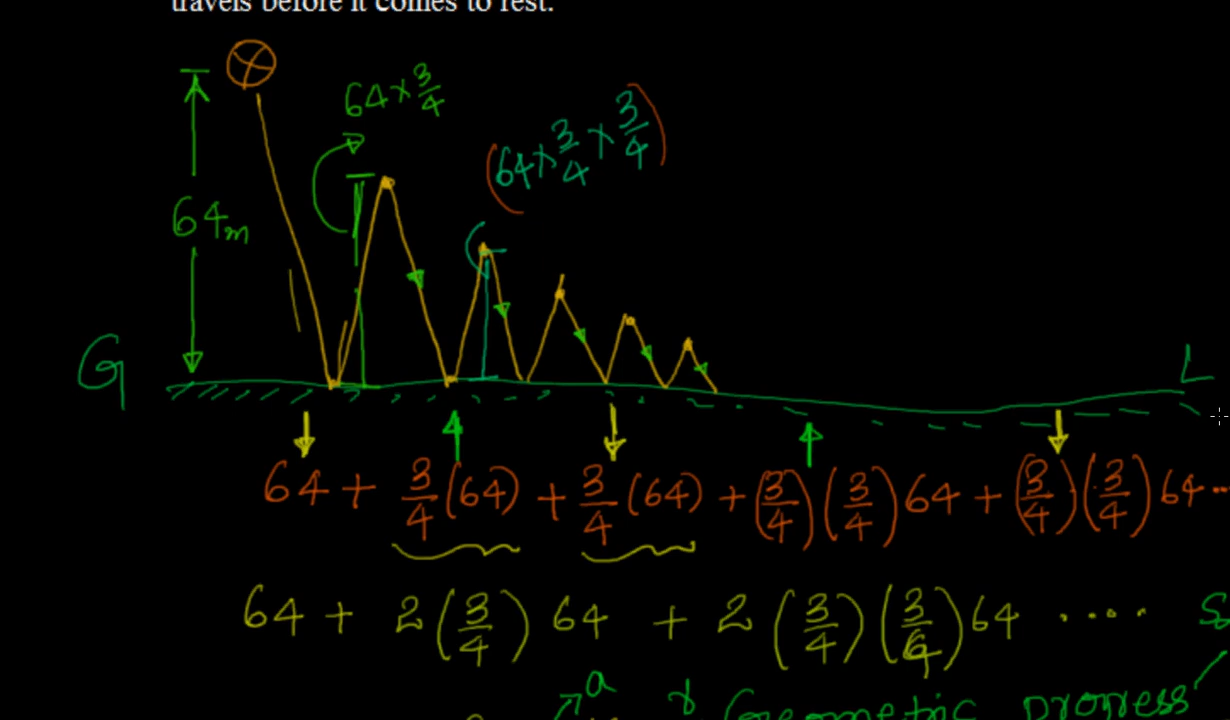 travels before it comes to rest.
64 × 3/4
(64 × 3/4 × 3/4)
64m
G L
64 + 3/4 (64) + 3/4 (64) + (3/4)(3/4) 64 + (3/4)(3/4) 64 ..
64 + 2 (3/4) 64 + 2 (3/4)(3/4) 64 ....
a r Geometric progress